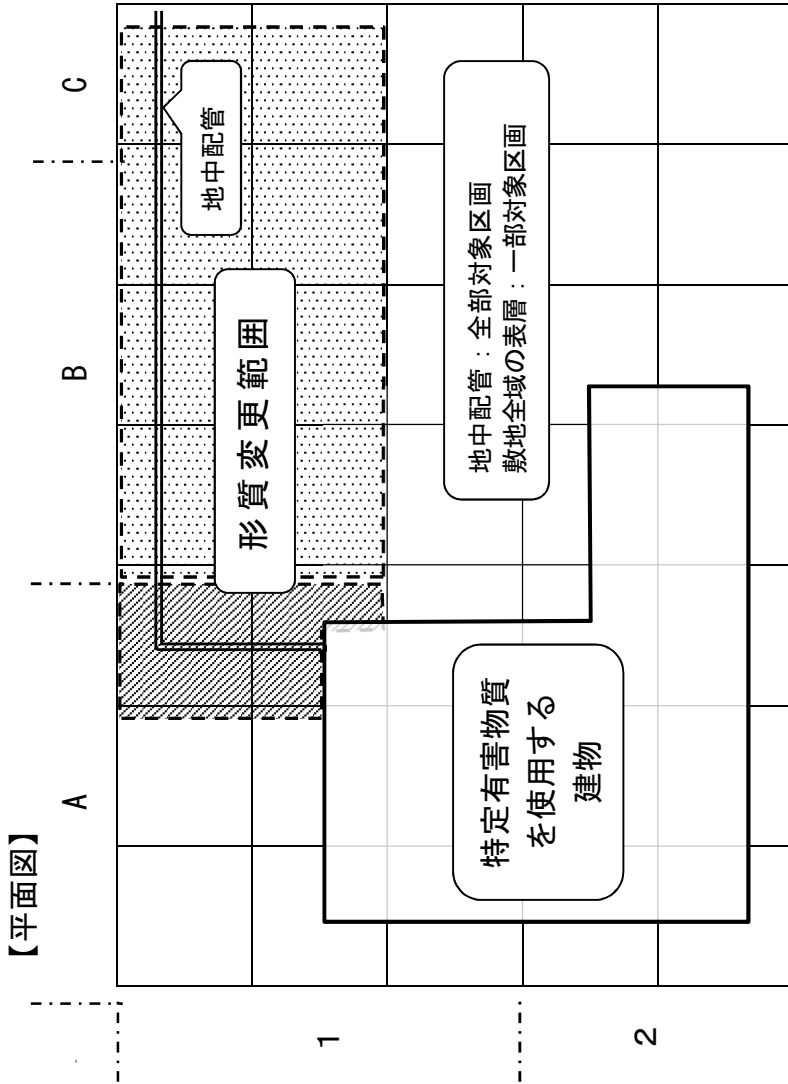 【平面図】
A
B
C
1
2
地中配管
形質変更範囲
地中配管：全部対象区画
敷地全域の表層：一部対象区画
特定有害物質
を使用する
建物